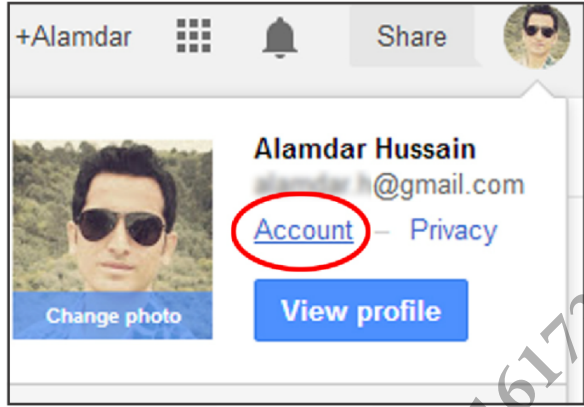 +Alamdar Share
Alamdar Hussain
@gmail.com
Account – Privacy
Change photo
View profile